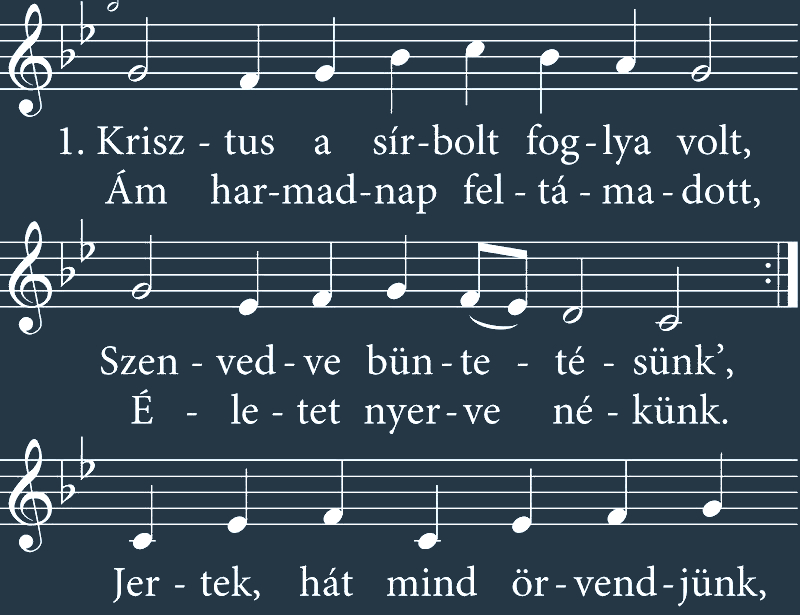 1. Krisz - tus a sír-bolt fog-lya volt,
Ám har-mad-nap fel - tá - ma - dott,
Szen - ved - ve bün - te - té - sünk’,
É - le - tet nyer - ve né - künk.
Jer - tek, hát mind ör - vend - jünk,